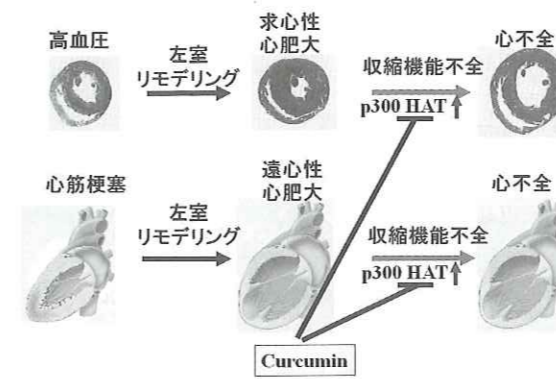 高血圧
左室
リモデリング
求心性
心肥大
収縮機能不全
p300 HAT↑
心不全
心筋梗塞
左室
リモデリング
遠心性
心肥大
収縮機能不全
p300 HAT↑
心不全
Curcumin